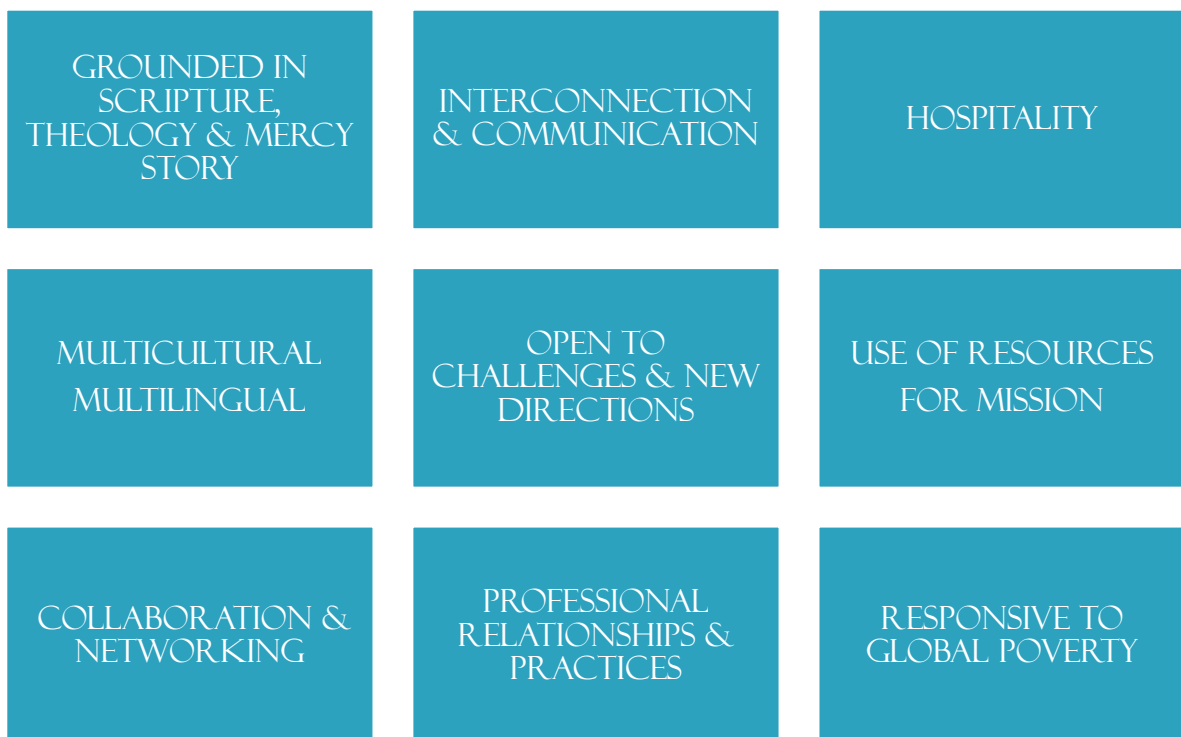 GROUNDED IN
SCRIPTURE,
THEOLOGY & MERCY
STORY
INTERCONNECTION
& COMMUNICATION
HOSPITALITY
MULTICULTURAL
MULTILINGUAL
OPEN TO
CHALLENGES & NEW
DIRECTIONS
USE OF RESOURCES
FOR MISSION
COLLABORATION &
NETWORKING
PROFESSIONAL
RELATIONSHIPS &
PRACTICES
RESPONSIVE TO
GLOBAL POVERTY